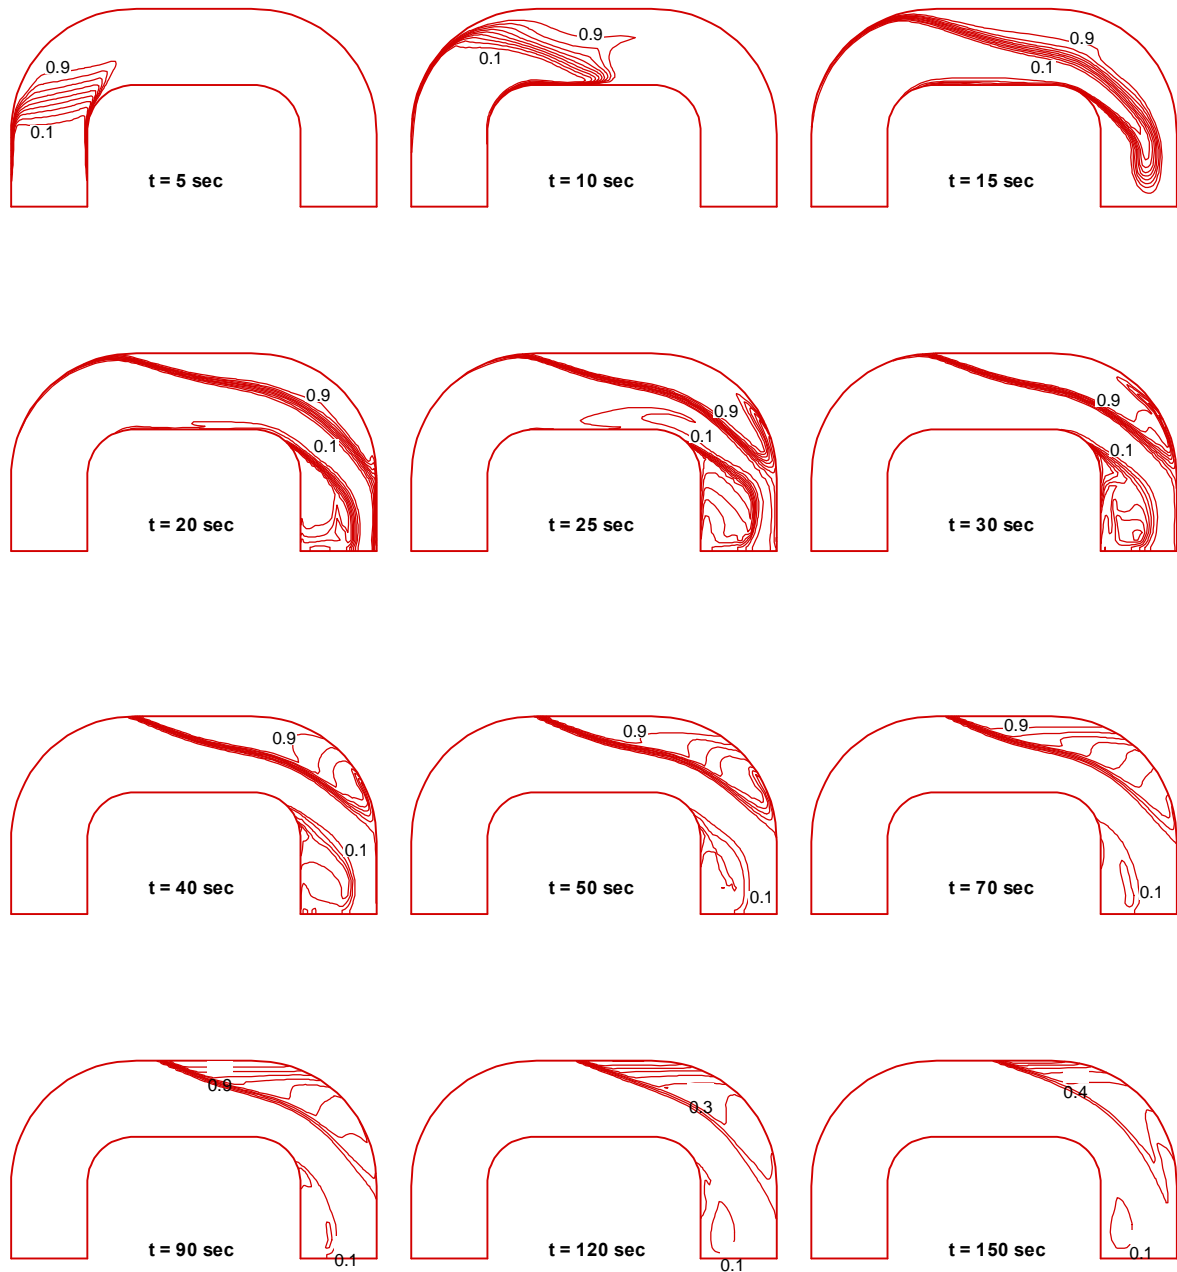 0.9
0.1
t = 5 sec
0.9
0.1
t = 10 sec
0.9
0.1
t = 15 sec
0.9
0.1
t = 20 sec
0.9
0.1
t = 25 sec
0.9
0.1
t = 30 sec
0.9
0.1
t = 40 sec
0.9
0.1
t = 50 sec
0.9
0.1
t = 70 sec
0.9
0.1
t = 90 sec
0.3
0.1
t = 120 sec
0.4
0.1
t = 150 sec